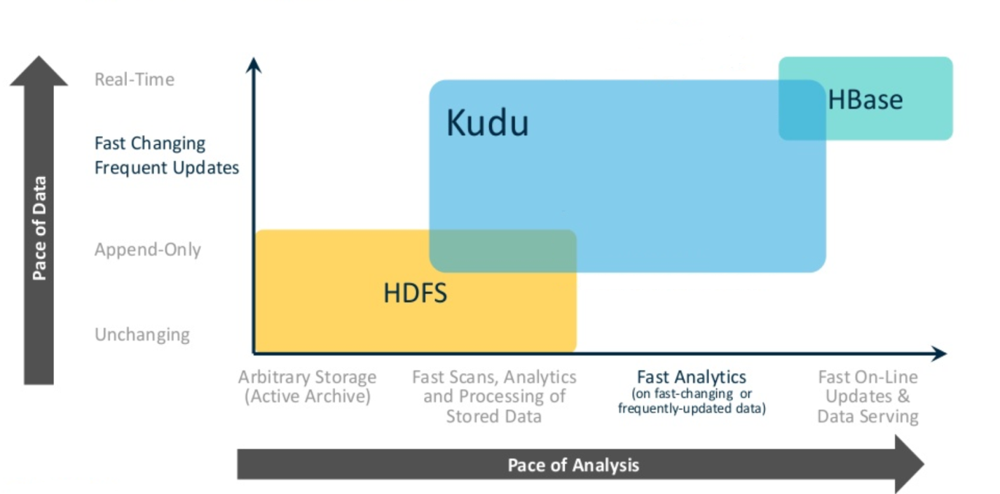 Real-Time
Fast Changing
Frequent Updates
Append-Only
Unchanging
Pace of Data
Kudu
HBase
HDFS
Arbitrary Storage
(Active Archive)
Fast Scans, Analytics
and Processing of
Stored Data
Fast Analytics
(on fast-changing or
frequently-updated data)
Fast On-Line
Updates &
Data Serving
Pace of Analysis